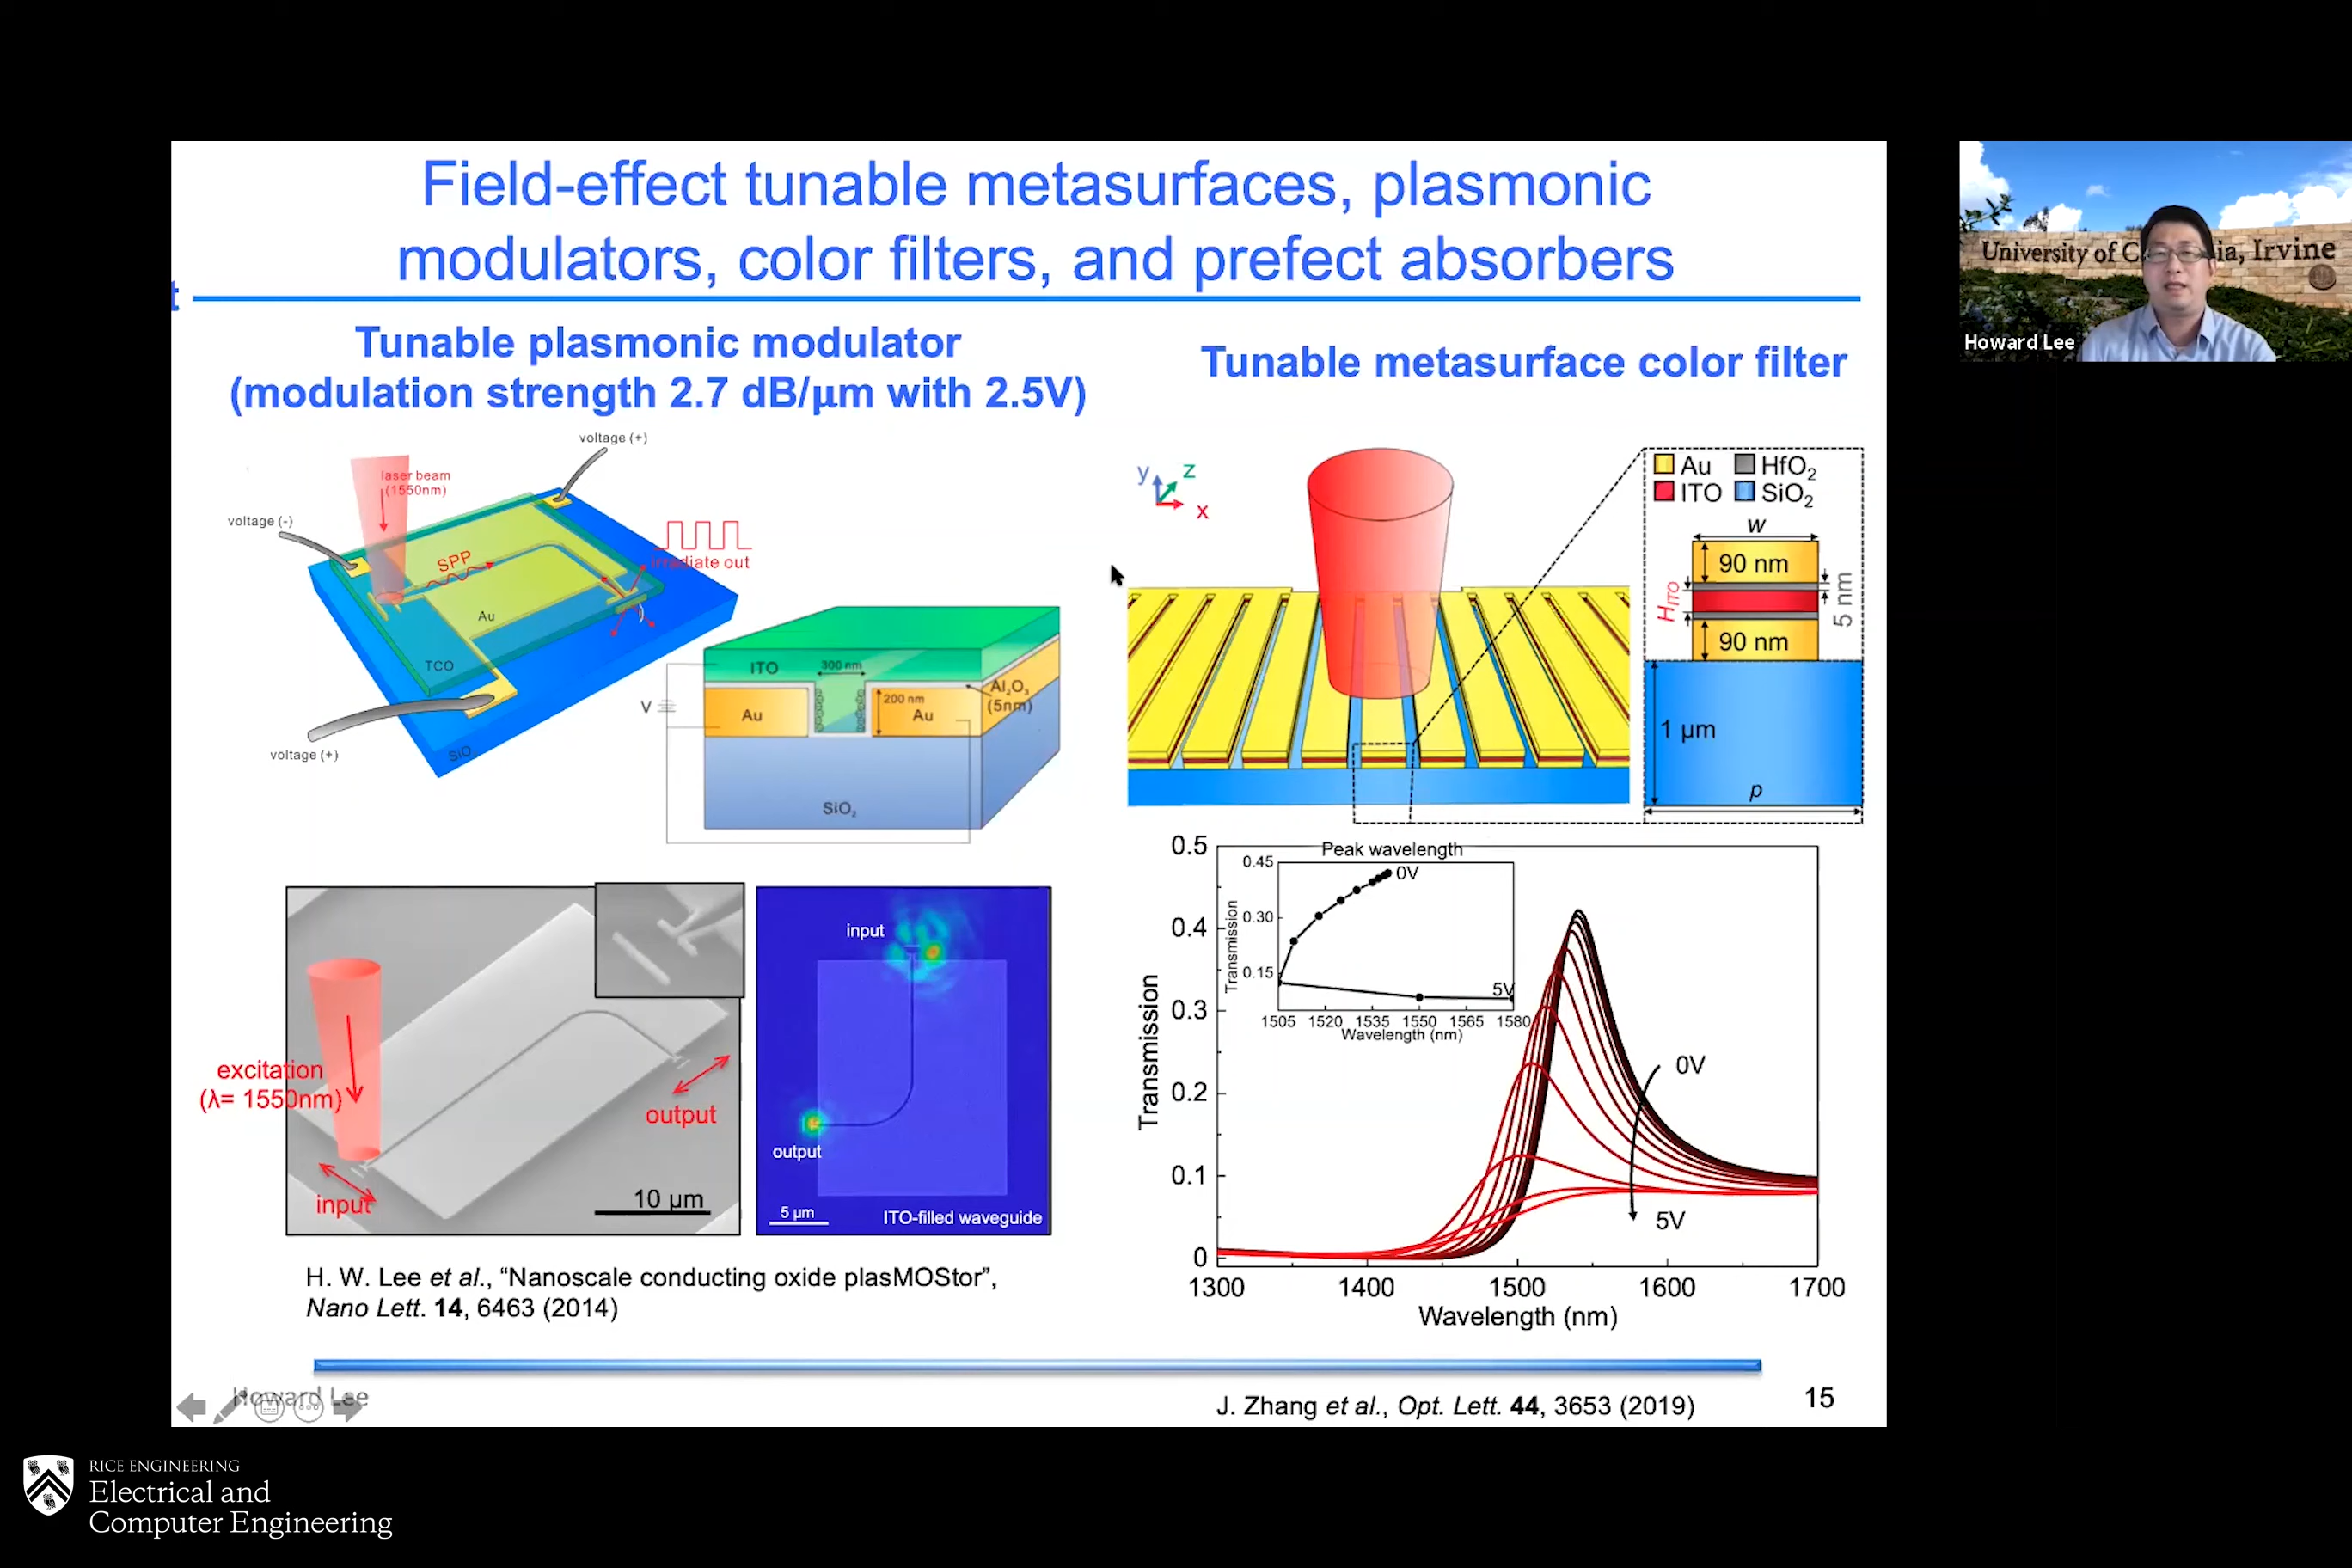 Field-effect tunable metasurfaces, plasmonic
modulators, color filters, and prefect absorbers
t
Tunable plasmonic modulator
(modulation strength 2.7 dB/μm with 2.5V)
voltage (+)
laser beam
(1550nm)
voltage (-)
SPP
irradiate out
Au
TCO
voltage (+)
SiO
ITO
300 nm
V
Au
200 nm
Au
Al2O3
(5nm)
SiO2
excitation
(λ= 1550nm)
input
output
10 μm
input
output
5 μm
ITO-filled waveguide
H. W. Lee et al., “Nanoscale conducting oxide plasMOStor”,
Nano Lett. 14, 6463 (2014)
Tunable metasurface color filter
y
z
x
Au HfO2
ITO SiO2
w
90 nm
HITO
5 nm
90 nm
1 μm
p
Peak wavelength
0.45
0.30
0.15
Transmission
0V
5V
1505 1520 1535 1550 1565 1580
Wavelength (nm)
0.5
0.4
0.3
0.2
0.1
0
Transmission
0V
5V
1300 1400 1500 1600 1700
Wavelength (nm)
Howard Lee
J. Zhang et al., Opt. Lett. 44, 3653 (2019)
15
University of C ia, Irvine
Howard Lee
RICE ENGINEERING
Electrical and
Computer Engineering